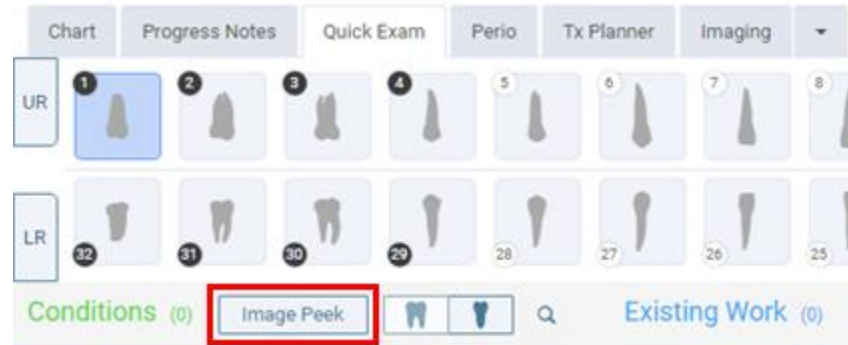 Chart Progress Notes Quick Exam Perio Tx Planner Imaging
UR 1 2 3 4 5 6 7 8
LR 32 31 30 29 28 27 26 25
Conditions (0) Image Peek Existing Work (0)